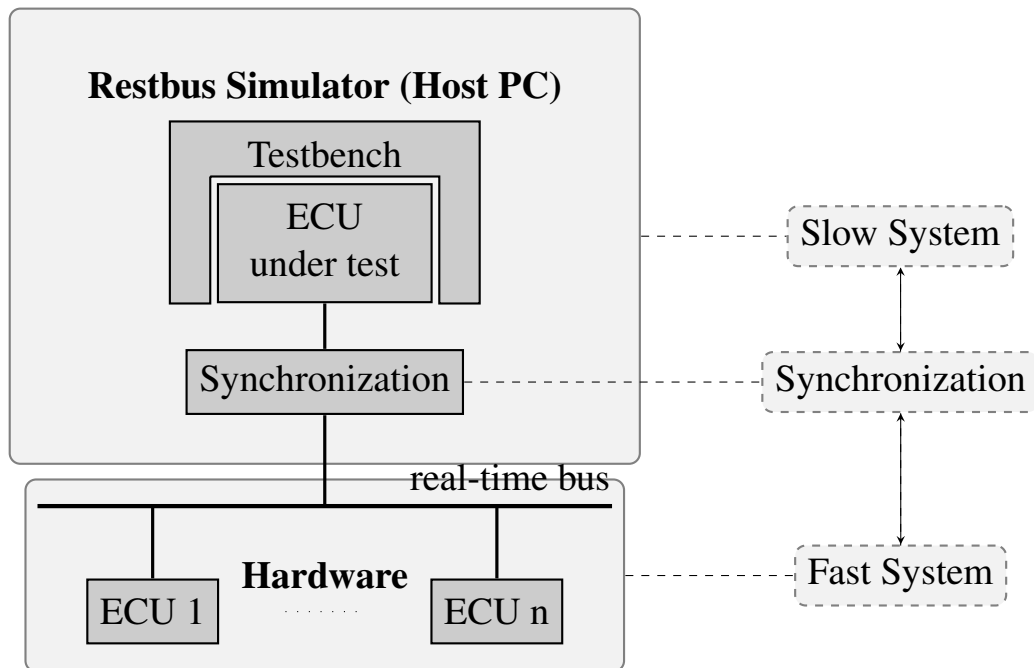 Restbus Simulator (Host PC)
Testbench
ECU
under test
Slow System
Synchronization
Synchronization
real-time bus
Hardware
Fast System
ECU 1
ECU n